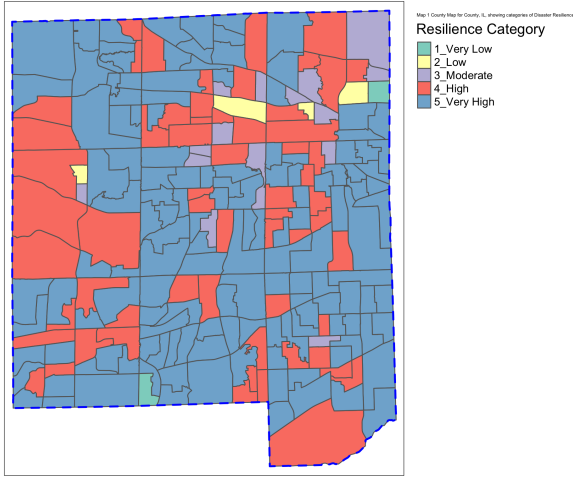 Map 1 County Map for County, IL, showing categories of Disaster Resilience
Resilience Category
1_Very Low
2_Low
3_Moderate
4_High
5_Very High